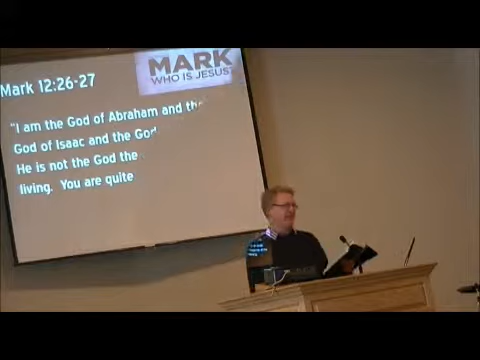 Mark 12:26-27
MARK
WHO IS JESUS?
"I am the God of Abraham and the
God of Isaac and the God
He is not the God the
living. You are quite